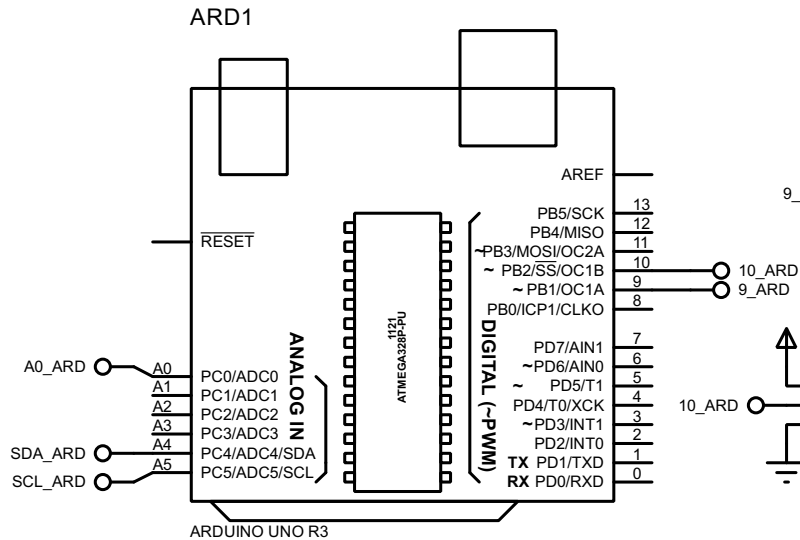 ARD1
AREF
9_
PB5/SCK 13
PB4/MISO 12
RESET
~PB3/MOSI/OC2A 11
~ PB2/SS/OC1B 10 10_ARD
~ PB1/OC1A 9 9_ARD
PB0/ICP1/CLKO 8
1121
ATMEGA328P-PU
ANALOG IN
DIGITAL (~PWM)
PD7/AIN1 7
A0_ARD A0 PC0/ADC0
~PD6/AIN0 6
A1 PC1/ADC1
~ PD5/T1 5
A2 PC2/ADC2
PD4/T0/XCK 4 10_ARD
A3 PC3/ADC3
~PD3/INT1 3
SDA_ARD A4 PC4/ADC4/SDA
PD2/INT0 2
SCL_ARD A5 PC5/ADC5/SCL
TX PD1/TXD 1
RX PD0/RXD 0
ARDUINO UNO R3